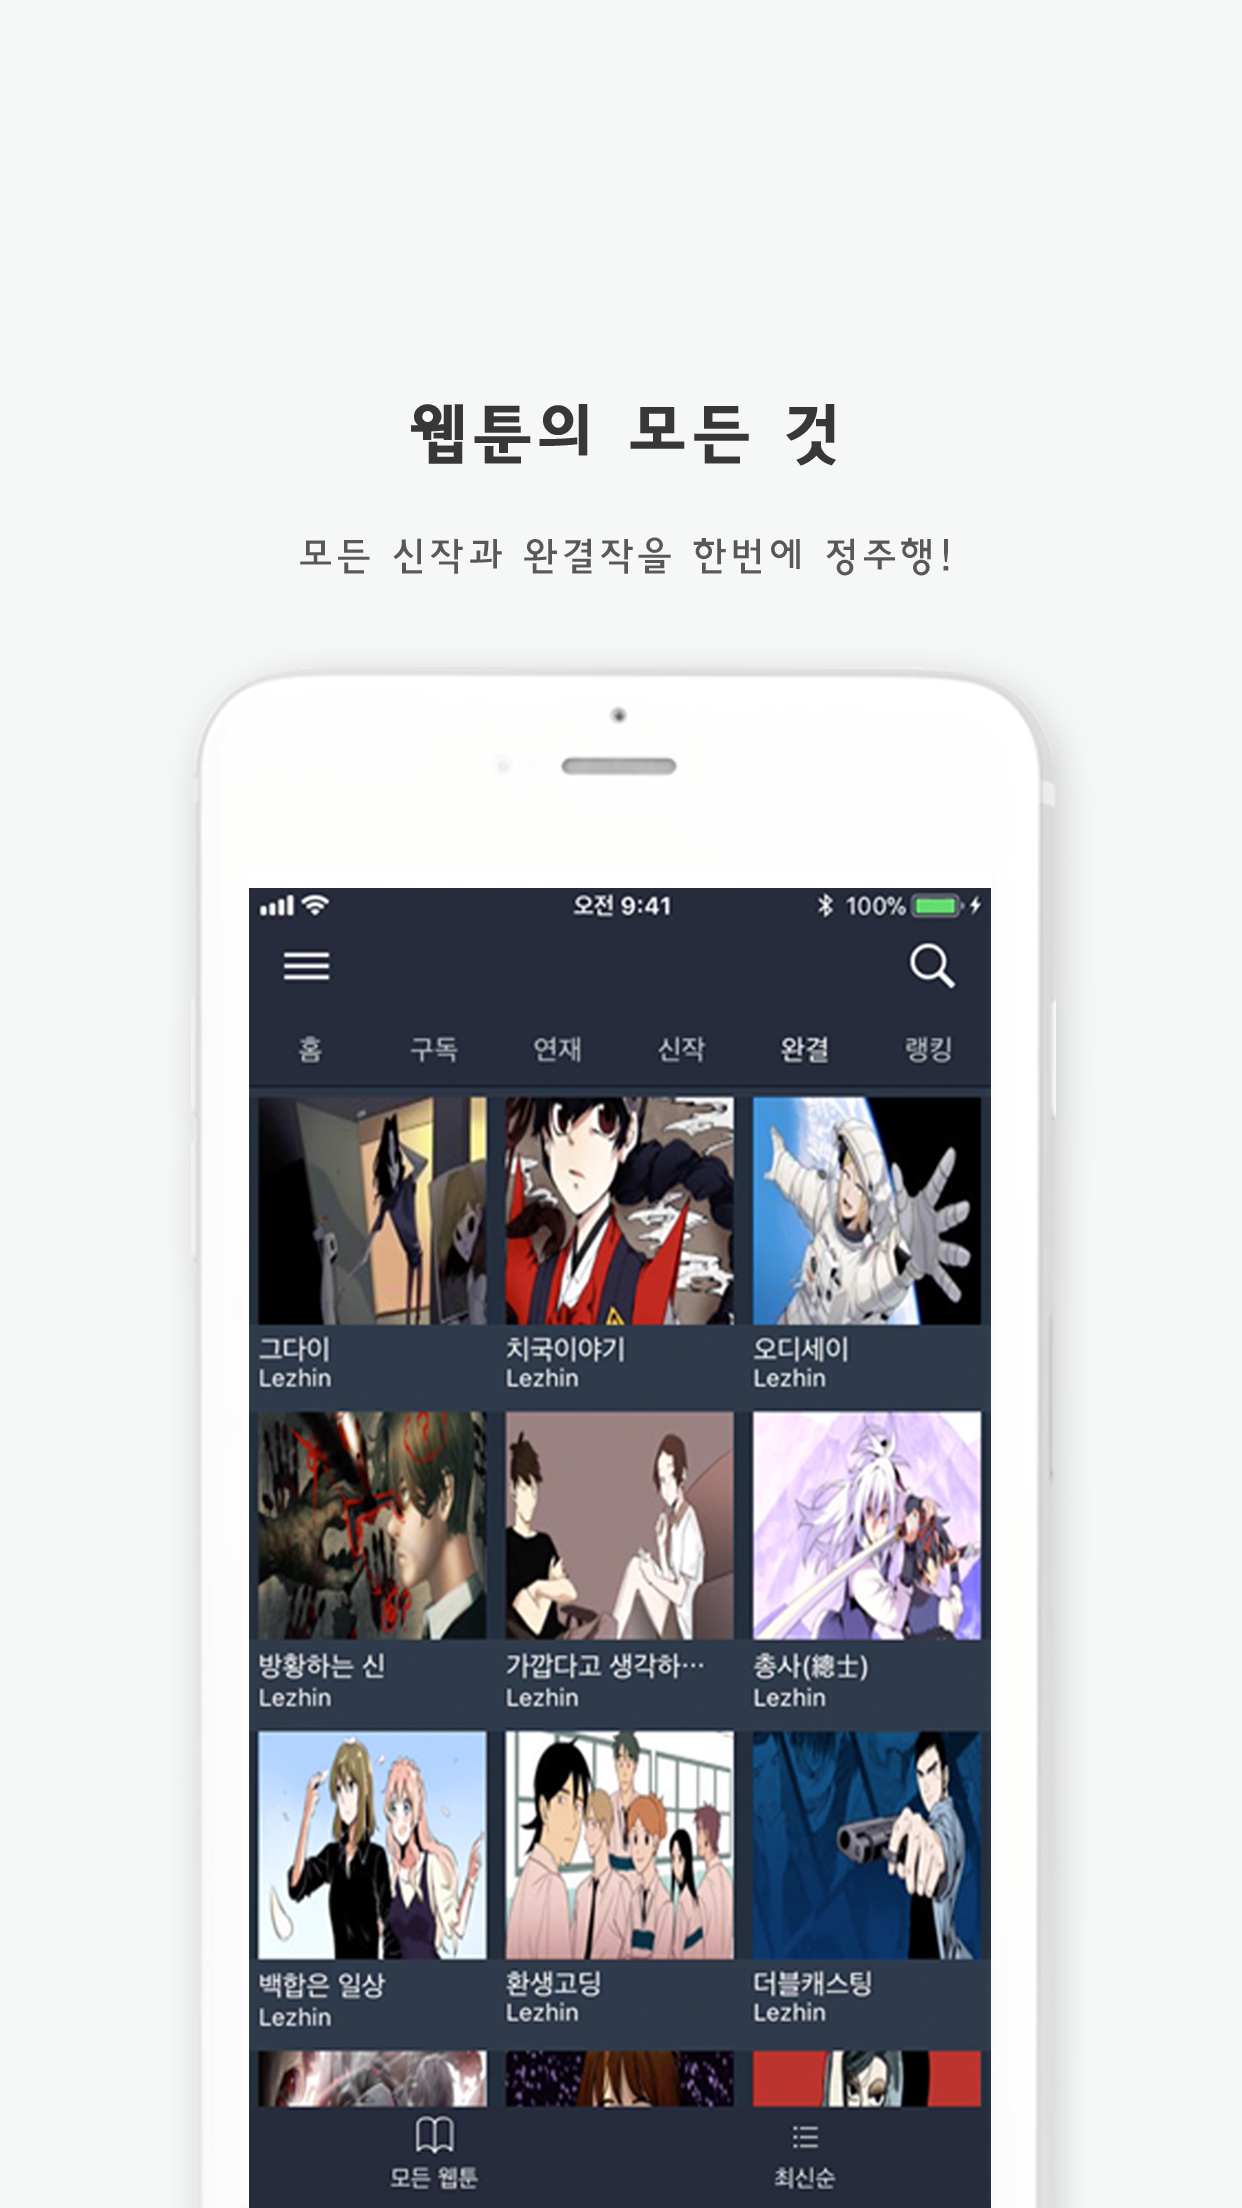 웹툰의 모든 것
모든 신작과 완결작을 한번에 정주행!
오전 9:41
100%
홈 구독 연재 신작 완결 랭킹
그다이 치국이야기 오디세이
Lezhin Lezhin Lezhin
방황하는 신 가깝다고 생각하··· 총사(總士)
Lezhin Lezhin Lezhin
백합은 일상 환생고딩 더블캐스팅
Lezhin Lezhin Lezhin
모든 웹툰 최신순